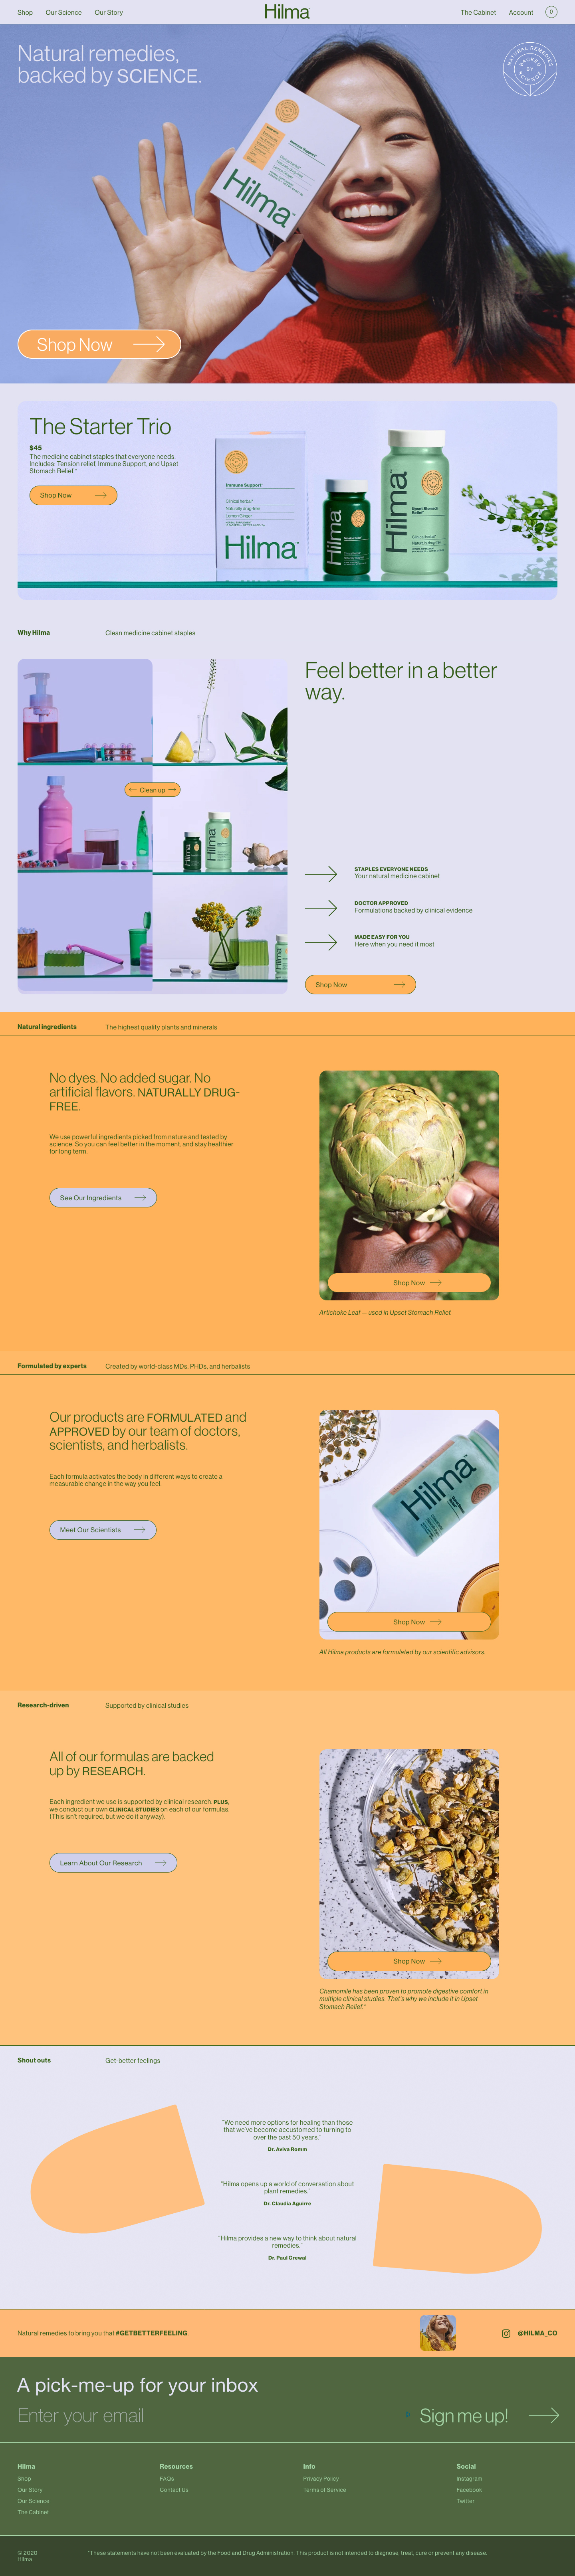 Shop Our Science Our Story Hilma The Cabinet Account 0
Natural remedies,
backed by SCIENCE.
NATURAL REMEDIES
BACKED
BY
SCIENCE
Immune Support+
Hilma
Shop Now
The Starter Trio
$45
The medicine cabinet staples that everyone needs.
Includes: Tension relief, Immune Support, and Upset
Stomach Relief.*
Shop Now
Immune Support+
Clinical herbal+
Naturally drug-free
Lemon Ginger
Hilma
Hilma
Tension Relief
Hilma
Upset Stomach
Relief
Clinical herbal+
Naturally drug-free
Why Hilma Clean medicine cabinet staples
Feel better in a better
way.
Clean up
Hilma
Hilma
Hilma
STAPLES EVERYONE NEEDS
Your natural medicine cabinet
DOCTOR APPROVED
Formulations backed by clinical evidence
MADE EASY FOR YOU
Here when you need it most
Shop Now
Natural ingredients The highest quality plants and minerals
No dyes. No added sugar. No
artificial flavors. NATURALLY DRUG-
FREE.
We use powerful ingredients picked from nature and tested by
science. So you can feel better in the moment, and stay healthier
for long term.
See Our Ingredients
Shop Now
Artichoke Leaf — used in Upset Stomach Relief.
Formulated by experts Created by world-class MDs, PHDs, and herbalists
Our products are FORMULATED and
APPROVED by our team of doctors,
scientists, and herbalists.
Each formula activates the body in different ways to create a
measurable change in the way you feel.
Meet Our Scientists
Hilma
Shop Now
All Hilma products are formulated by our scientific advisors.
Research-driven Supported by clinical studies
All of our formulas are backed
up by RESEARCH.
Each ingredient we use is supported by clinical research. PLUS,
we conduct our own CLINICAL STUDIES on each of our formulas.
(This isn't required, but we do it anyway).
Learn About Our Research
Shop Now
Chamomile has been proven to promote digestive comfort in
multiple clinical studies. That's why we include it in Upset
Stomach Relief.*
Shout outs Get-better feelings
"We need more options for healing than those
that we've become accustomed to turning to
over the past 50 years."
Dr. Aviva Romm
"Hilma opens up a world of conversation about
plant remedies."
Dr. Claudia Aguirre
"Hilma provides a new way to think about natural
remedies."
Dr. Paul Grewal
Natural remedies to bring you that #GETBETTERFEELING. @HILMA_CO
A pick-me-up for your inbox
Enter your email Sign me up!
Hilma Resources Info Social
Shop FAQs Privacy Policy Instagram
Our Story Contact Us Terms of Service Facebook
Our Science Twitter
The Cabinet
© 2020
Hilma
*These statements have not been evaluated by the Food and Drug Administration. This product is not intended to diagnose, treat, cure or prevent any disease.